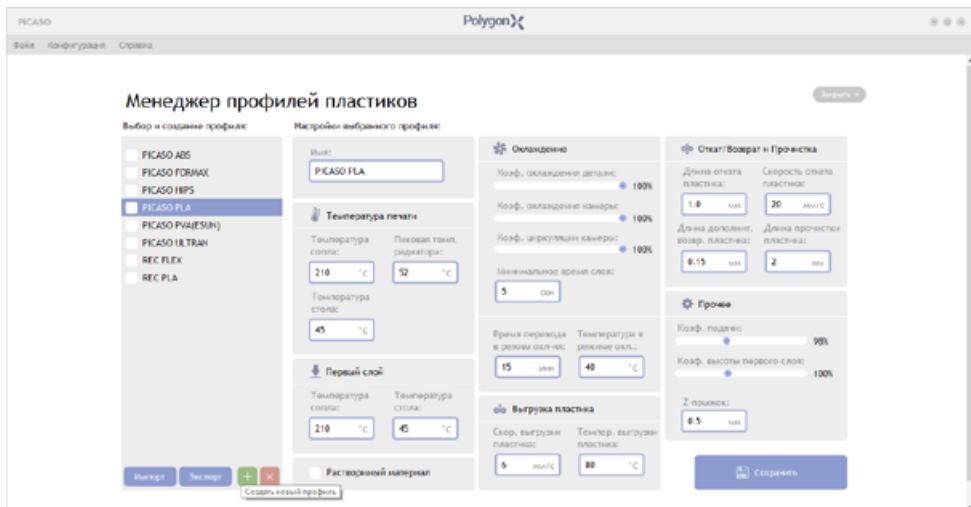 PICASO
PolygonX
Файл Конфигурация Справка
Менеджер профилей пластиков
Закрыть
Выбор и создание профиля:
PICASO ABS
PICASO FORMAX
PICASO HIPS
PICASO PLA
PICASO PVA(ESUN)
PICASO ULTRAN
REC FLEX
REC PLA
Импорт Экспорт + ×
Создать новый профиль
Настройки выбранного профиля:
Имя:
PICASO PLA
Температура печати
Температура сопла: Пиковая темп. радиатора:
210 °C 52 °C
Температура
стола:
45 °C
Первый слой
Температура Температура
сопла: стола:
210 °C 45 °C
Растворимый материал
Охлаждение
Коэф. охлаждения детали:
100%
Коэф. охлаждения камеры:
100%
Коэф. циркуляции камеры:
100%
Минимальное время слоя:
5 сек
Время перехода Температура в
в режим охл-ия: режиме охл.:
15 мин 40 °C
Выгрузка пластика
Скор. выгрузки Темпер. выгрузки
пластика: пластика:
6 мм/с 80 °C
Откат/Возврат и Прочистка
Длина отката Скорость отката
пластика: пластика:
1.0 мм 20 мм/с
Длина дополнит. Длина прочистки
возвр. пластика: пластика:
0.15 мм 2 мм
Прочее
Коэф. подачи:
98%
Коэф. высоты первого слоя:
100%
Z-прыжок:
0.5 мм
Сохранить